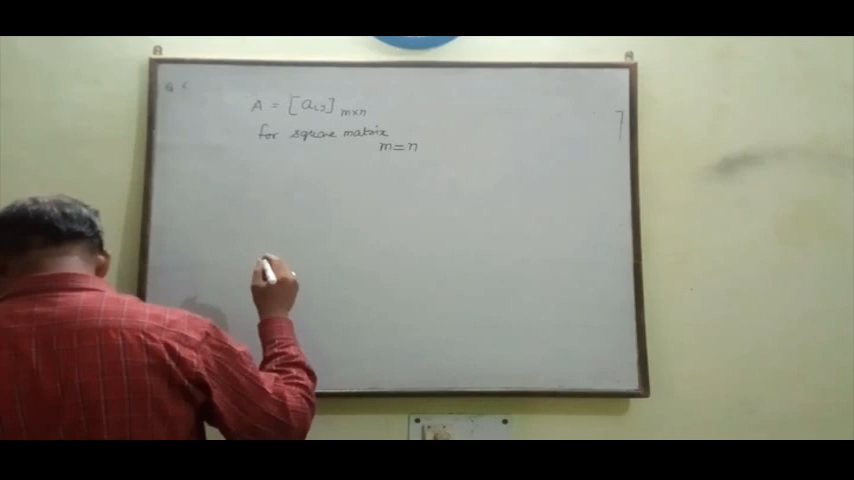 A = [aij]m×n
for square matrix
m=n